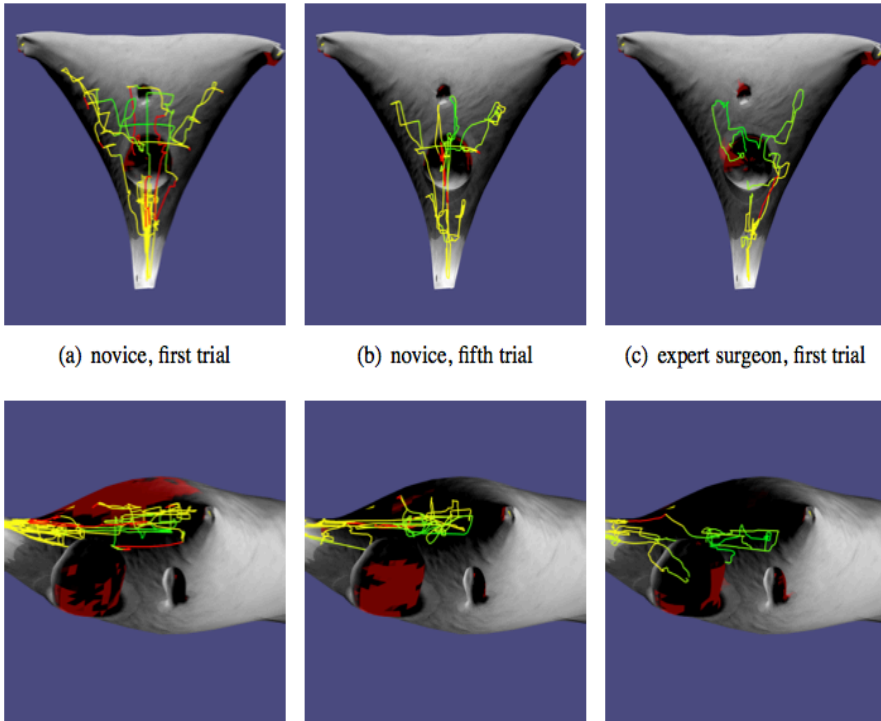 (a) novice, first trial
(b) novice, fifth trial
(c) expert surgeon, first trial